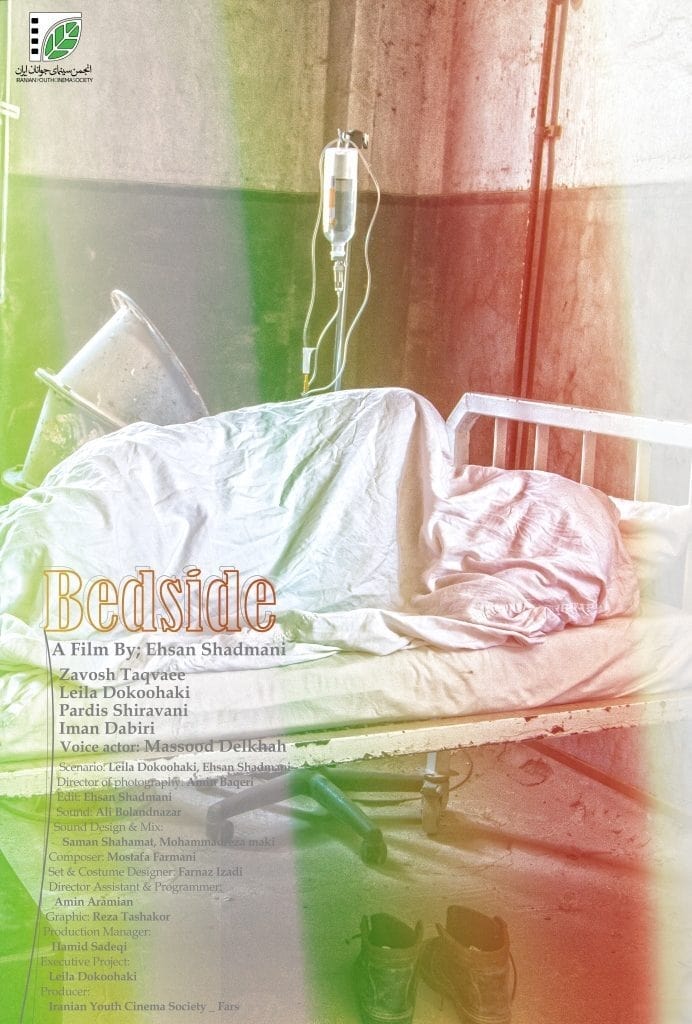 انجمن سینمای جوانان ایران
IRANIAN YOUTH CINEMA SOCIETY
Bedside
A Film By; Ehsan Shadmani
Zavosh Taqvaee
Leila Dokoohaki
Pardis Shiravani
Iman Dabiri
Voice actor: Massood Delkhah
Scenario: Leila Dokoohaki, Ehsan Shadmani
Director of photography: Amin Baqeri
Edit: Ehsan Shadmani
Sound: Ali Bolandnazar
Sound Design & Mix:
Saman Shahamat, Mohammadreza maki
Composer: Mostafa Farmani
Set & Costume Designer: Farnaz Izadi
Director Assistant & Programmer:
Amin Aramian
Graphic: Reza Tashakor
Production Manager:
Hamid Sadeqi
Executive Project:
Leila Dokoohaki
Producer:
Iranian Youth Cinema Society _ Fars